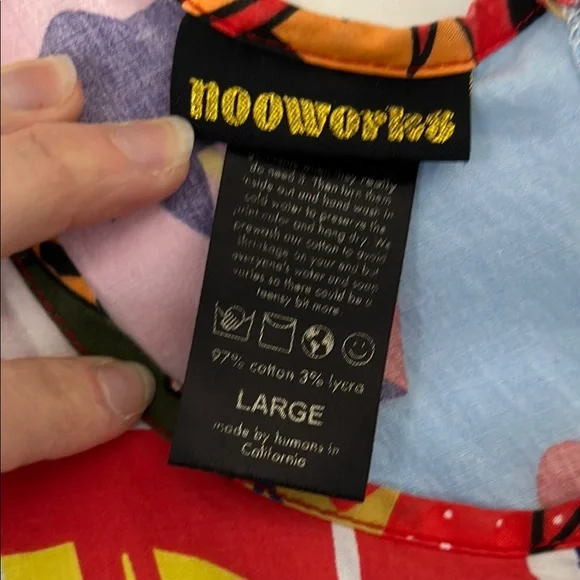 nooworks
really
do need it. Then turn them
inside out and hand wash in
cold water to preserve the
print color and hang dry. We
prewash our cotton to avoid
shrinkage on your end but
everyone's water and
varies so there could be a
teensy bit more
97% cotton 3% lycra
LARGE
made by humans in
California